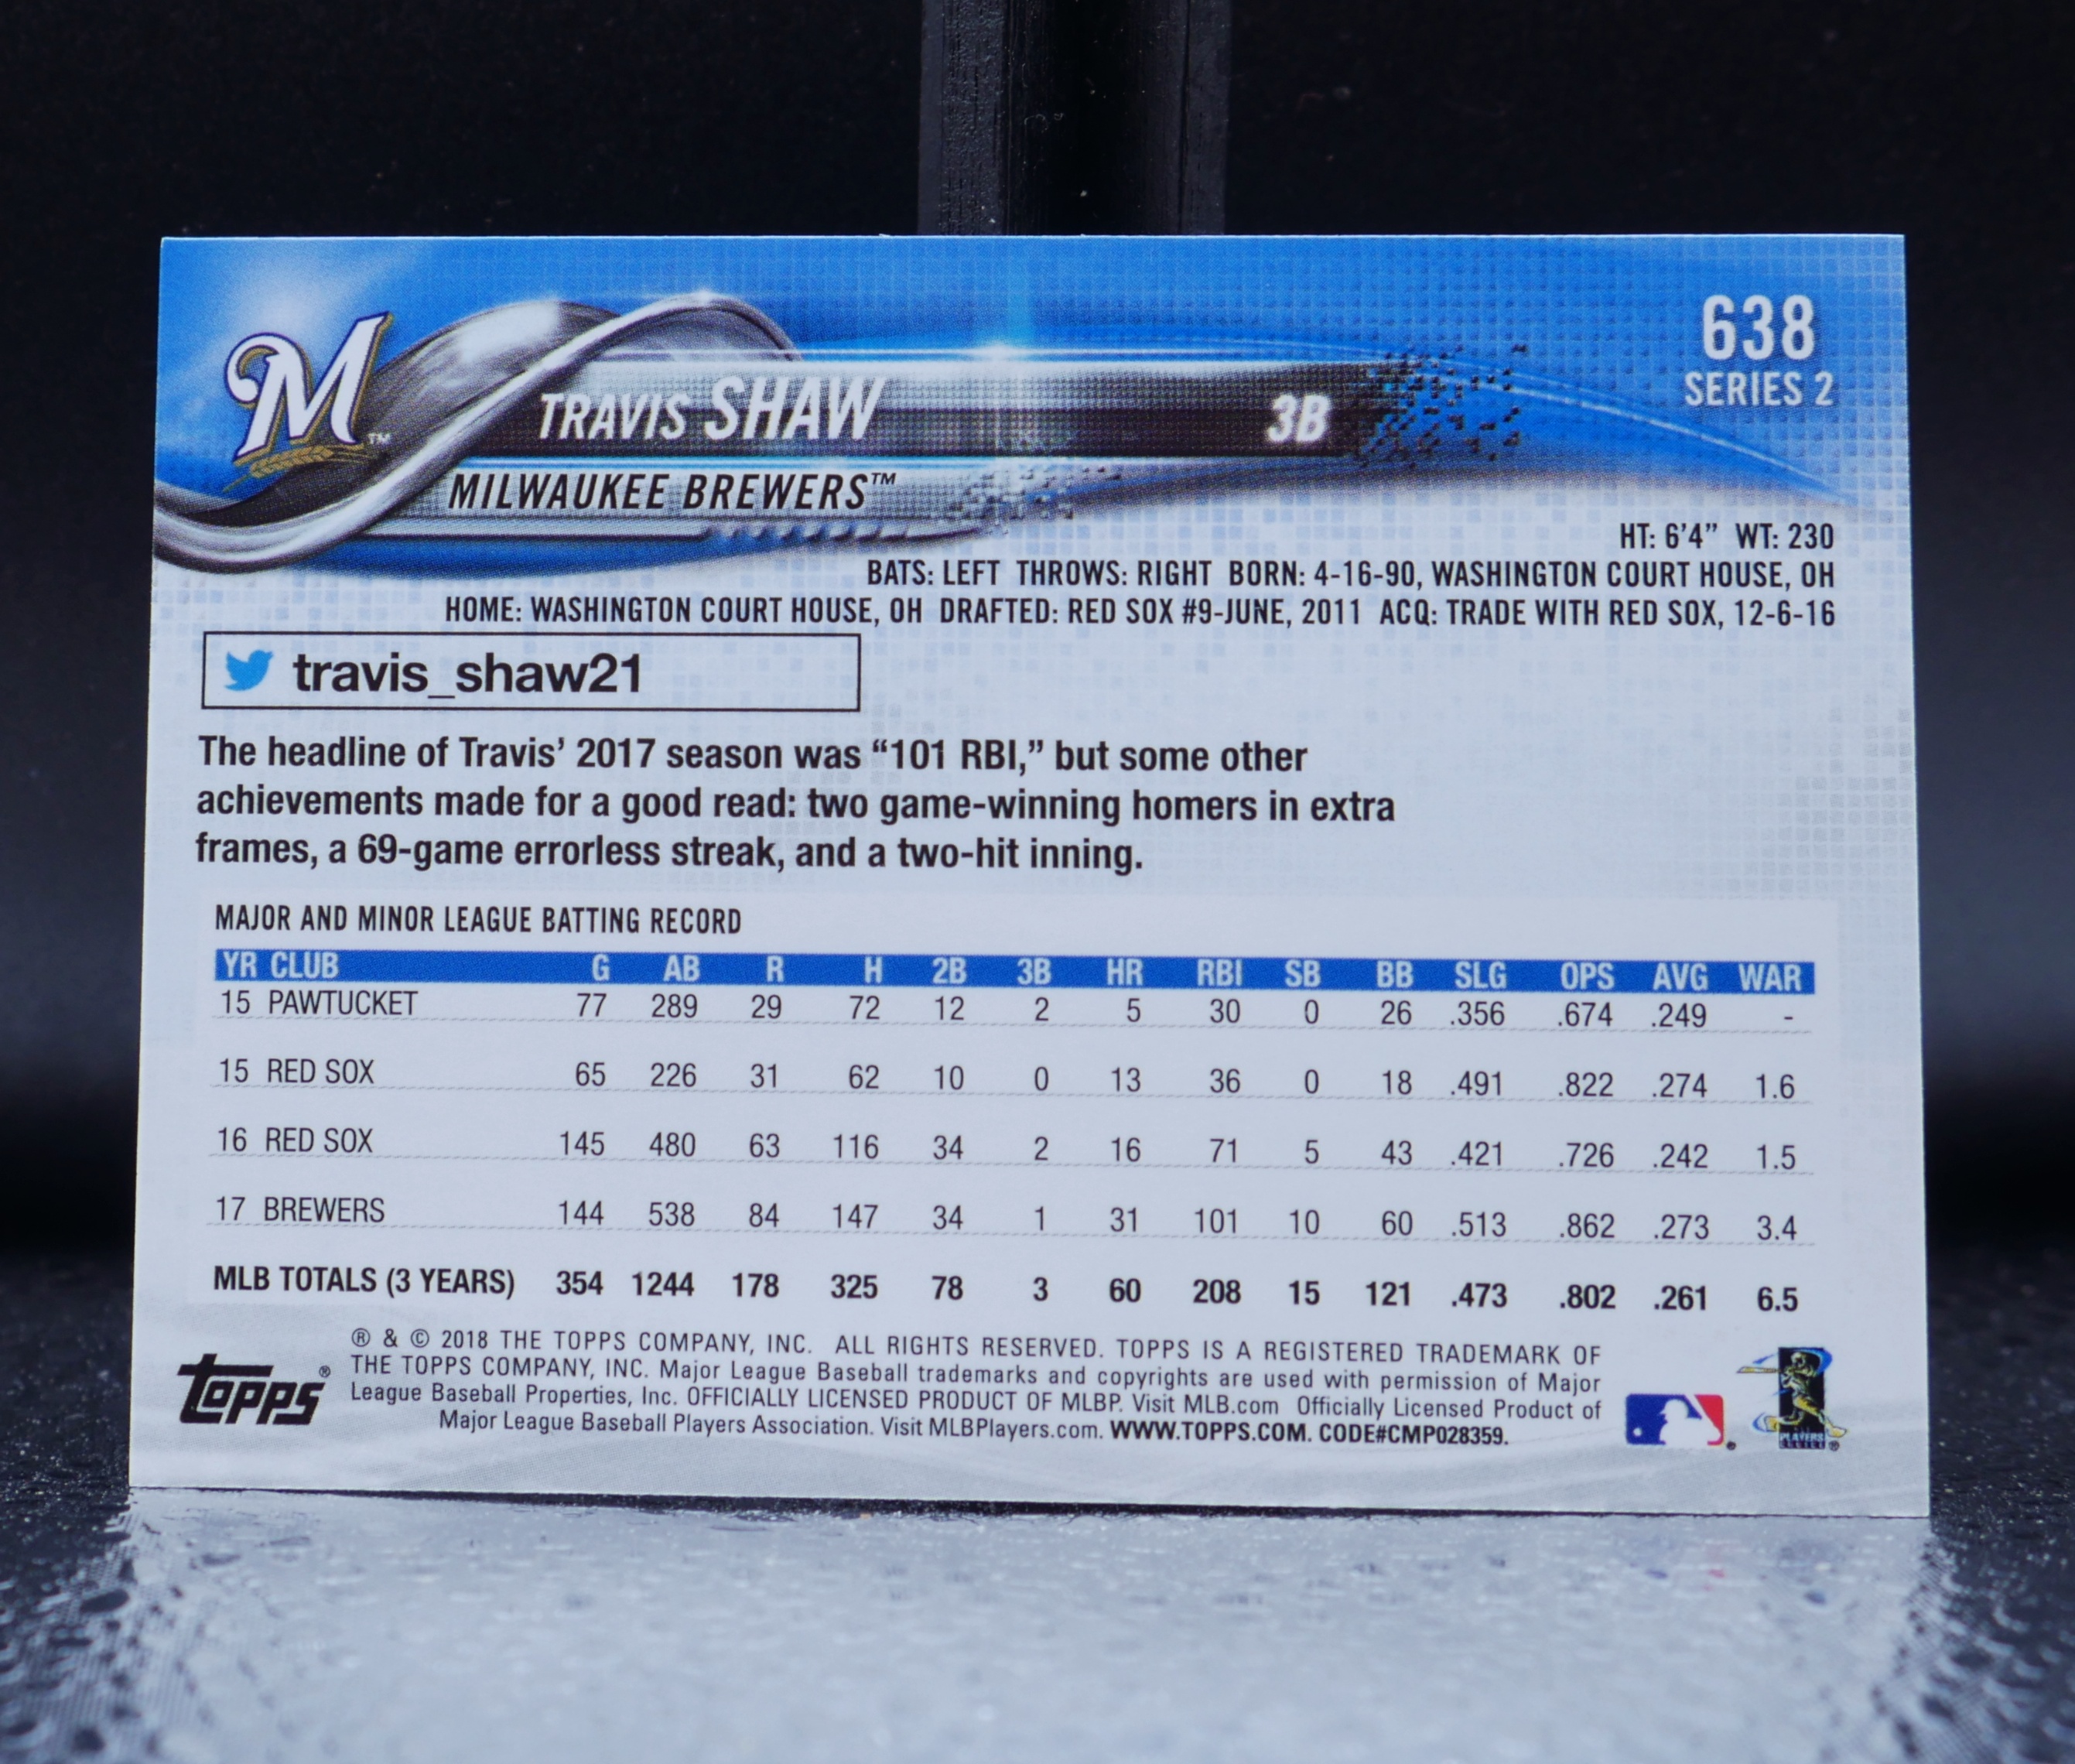 638
SERIES 2
M™
TRAVIS SHAW 3B
MILWAUKEE BREWERS™
HT: 6'4" WT: 230
BATS: LEFT THROWS: RIGHT BORN: 4-16-90, WASHINGTON COURT HOUSE, OH
HOME: WASHINGTON COURT HOUSE, OH DRAFTED: RED SOX #9-JUNE, 2011 ACQ: TRADE WITH RED SOX, 12-6-16
travis_shaw21
The headline of Travis' 2017 season was “101 RBI,” but some other
achievements made for a good read: two game-winning homers in extra
frames, a 69-game errorless streak, and a two-hit inning.
MAJOR AND MINOR LEAGUE BATTING RECORD
YR CLUB G AB R H 2B 3B HR RBI SB BB SLG OPS AVG WAR
15 PAWTUCKET 77 289 29 72 12 2 5 30 0 26 .356 .674 .249 -
15 RED SOX 65 226 31 62 10 0 13 36 0 18 .491 .822 .274 1.6
16 RED SOX 145 480 63 116 34 2 16 71 5 43 .421 .726 .242 1.5
17 BREWERS 144 538 84 147 34 1 31 101 10 60 .513 .862 .273 3.4
MLB TOTALS (3 YEARS) 354 1244 178 325 78 3 60 208 15 121 .473 .802 .261 6.5
® & © 2018 THE TOPPS COMPANY, INC. ALL RIGHTS RESERVED. TOPPS IS A REGISTERED TRADEMARK OF
THE TOPPS COMPANY, INC. Major League Baseball trademarks and copyrights are used with permission of Major
League Baseball Properties, Inc. OFFICIALLY LICENSED PRODUCT OF MLBP. Visit MLB.com Officially Licensed Product of
Major League Baseball Players Association. Visit MLBPlayers.com. WWW.TOPPS.COM. CODE#CMP028359.
Topps®
PLAYERS CHOICE ®